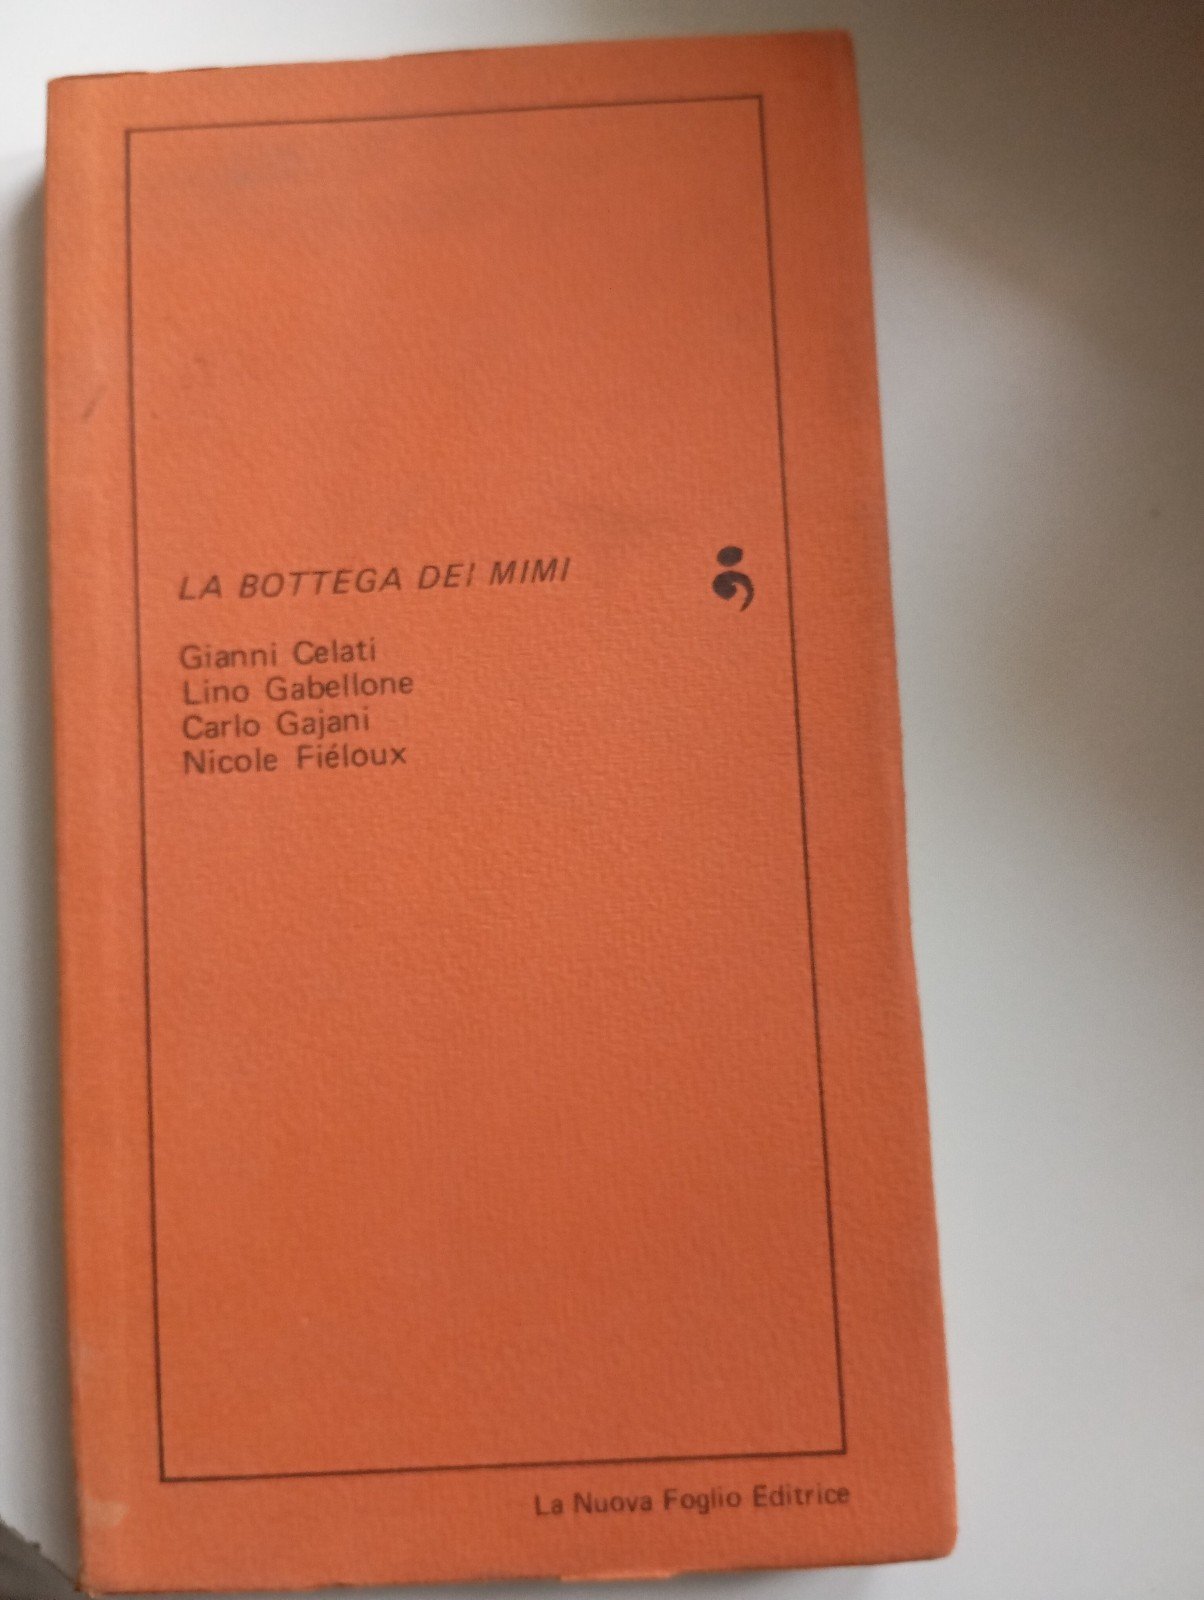 LA BOTTEGA DEI MIMI
;
Gianni Celati
Lino Gabellone
Carlo Gajani
Nicole Fiéloux
La Nuova Foglio Editrice